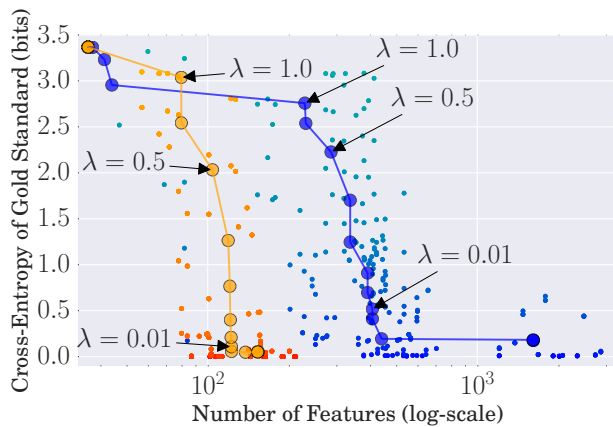 Cross-Entropy of Gold Standard (bits)
3.5
3.0
2.5
2.0
1.5
1.0
0.5
0.0
λ = 1.0
λ = 1.0
λ = 0.5
λ = 0.5
λ = 0.01
λ = 0.01
10²
10³
Number of Features (log-scale)